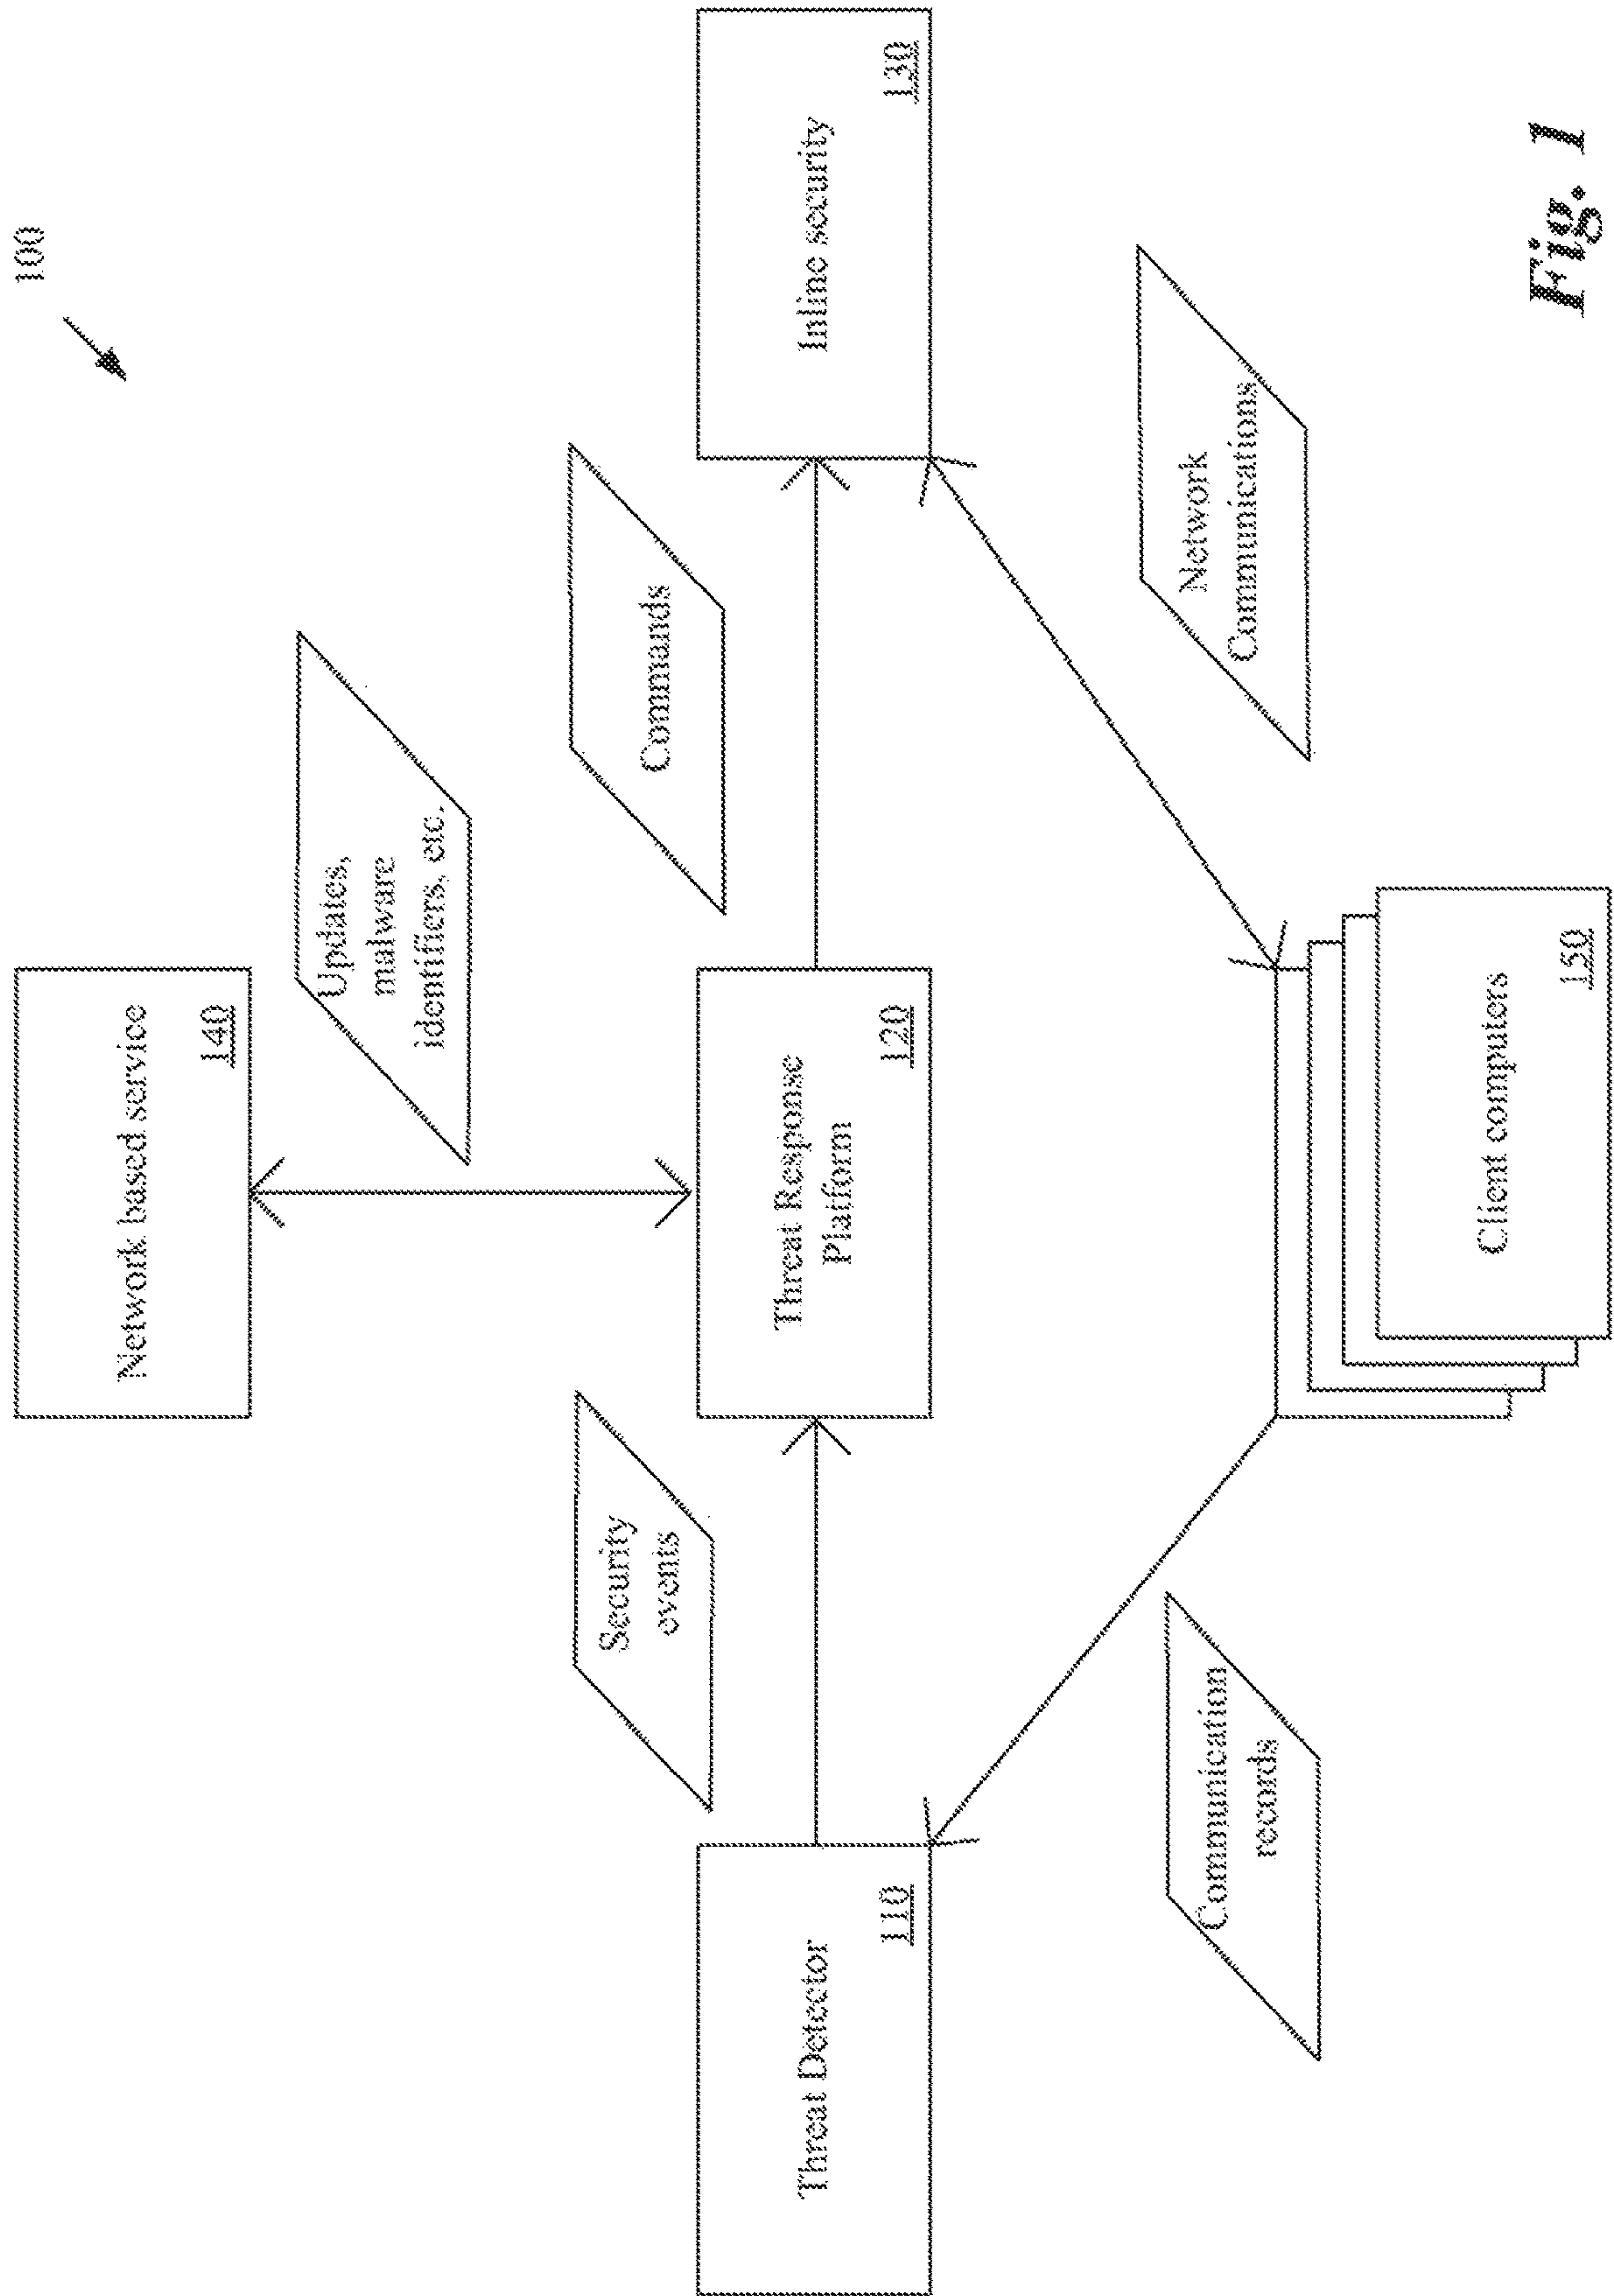 100
Network based service
140
Updates,
malware
identifiers, etc.
Security
events
Commands
Threat Detector
110
Threat Response
Platform
120
Inline security
130
Communication
records
Network
Communications
Client computers
150
Fig. 1